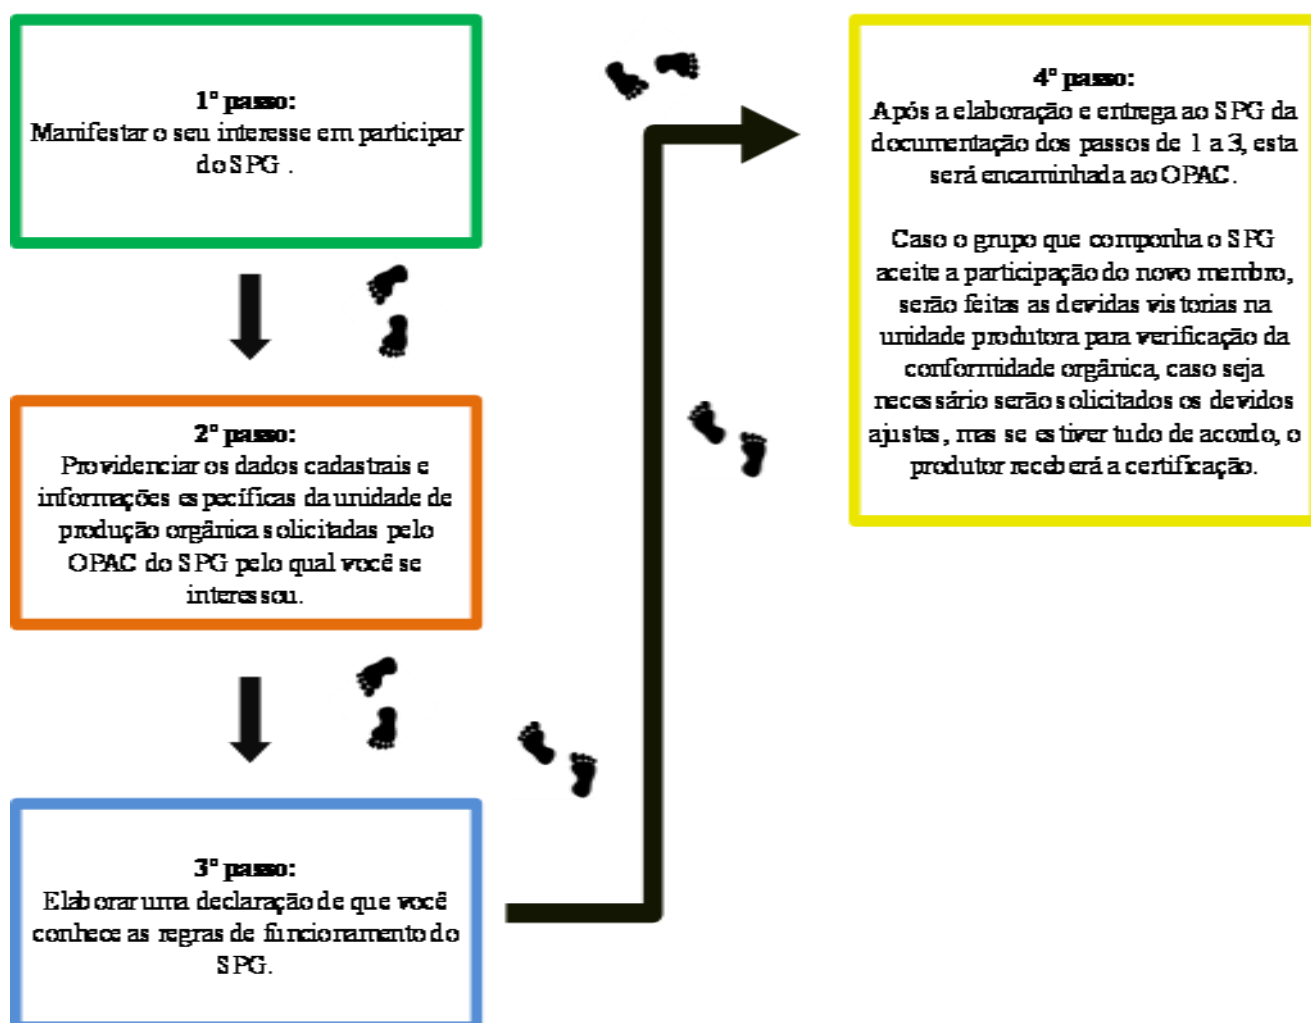 1º passo:
Manifestar o seu interesse em participar
do SPG .
2º passo:
Providenciar os dados cadastrais e
informações específicas da unidade de
produção orgânica solicitadas pelo
OPAC do SPG pelo qual você se
interessou.
3º passo:
Elaborar uma declaração de que você
conhece as regras de funcionamento do
SPG.
4º passo:
Após a elaboração e entrega ao SPG da
documentação dos passos de 1 a 3, esta
será encaminhada ao OPAC.
Caso o grupo que componha o SPG
aceite a participação do novo membro,
serão feitas as devidas vistorias na
unidade produtora para verificação da
conformidade orgânica, caso seja
necessário serão solicitados os devidos
ajustes, mas se estiver tudo de acordo, o
produtor receberá a certificação.